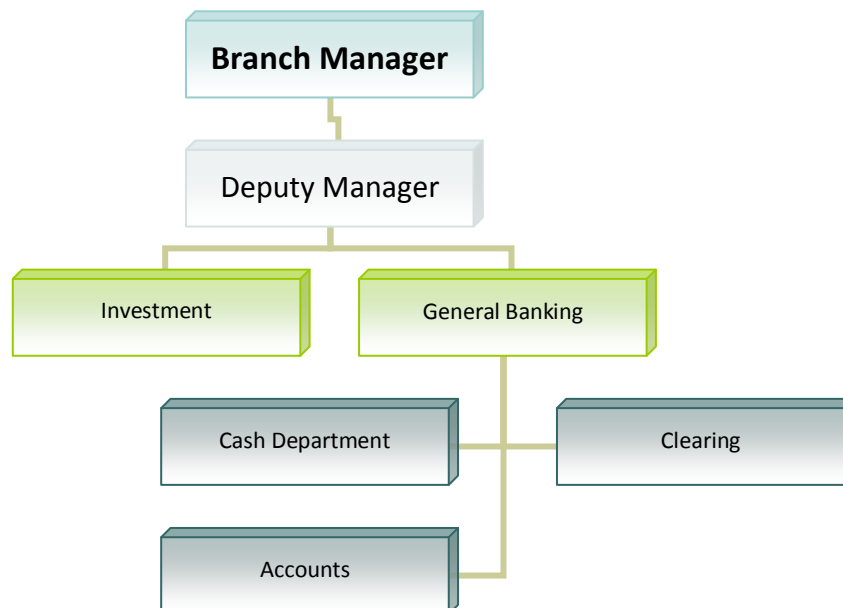 Branch Manager
Deputy Manager
Investment
General Banking
Cash Department
Clearing
Accounts